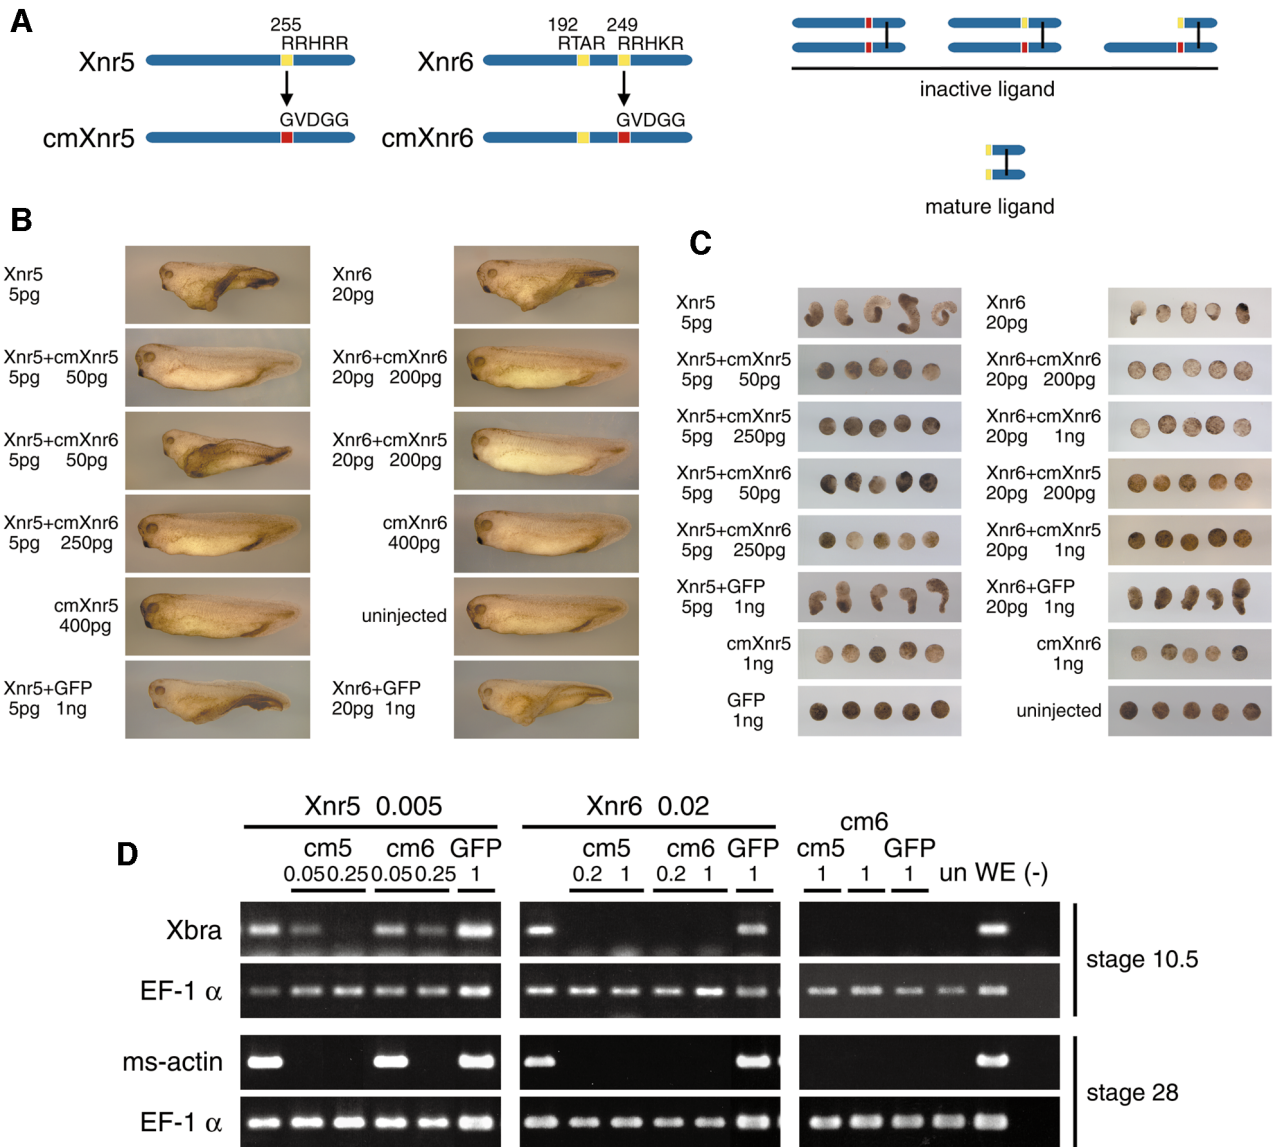 A
255
RRHRR
Xnr5
GVDGG
cmXnr5
192 249
RTAR RRHKR
Xnr6
GVDGG
cmXnr6
inactive ligand
mature ligand
B
Xnr5
5pg
Xnr5+cmXnr5
5pg 50pg
Xnr5+cmXnr6
5pg 50pg
Xnr5+cmXnr6
5pg 250pg
cmXnr5
400pg
Xnr5+GFP
5pg 1ng
Xnr6
20pg
Xnr6+cmXnr6
20pg 200pg
Xnr6+cmXnr5
20pg 200pg
cmXnr6
400pg
uninjected
Xnr6+GFP
20pg 1ng
C
Xnr5
5pg
Xnr5+cmXnr5
5pg 50pg
Xnr5+cmXnr5
5pg 250pg
Xnr5+cmXnr6
5pg 50pg
Xnr5+cmXnr6
5pg 250pg
Xnr5+GFP
5pg 1ng
cmXnr5
1ng
GFP
1ng
Xnr6
20pg
Xnr6+cmXnr6
20pg 200pg
Xnr6+cmXnr6
20pg 1ng
Xnr6+cmXnr5
20pg 200pg
Xnr6+cmXnr5
20pg 1ng
Xnr6+GFP
20pg 1ng
cmXnr6
1ng
uninjected
D
Xnr5 0.005
cm5 cm6 GFP
0.05 0.25 0.05 0.25 1
Xnr6 0.02
cm5 cm6 GFP
0.2 1 0.2 1 1
cm6
cm5 GFP
1 1 1 un WE (-)
Xbra
EF-1 α
stage 10.5
ms-actin
EF-1 α
stage 28